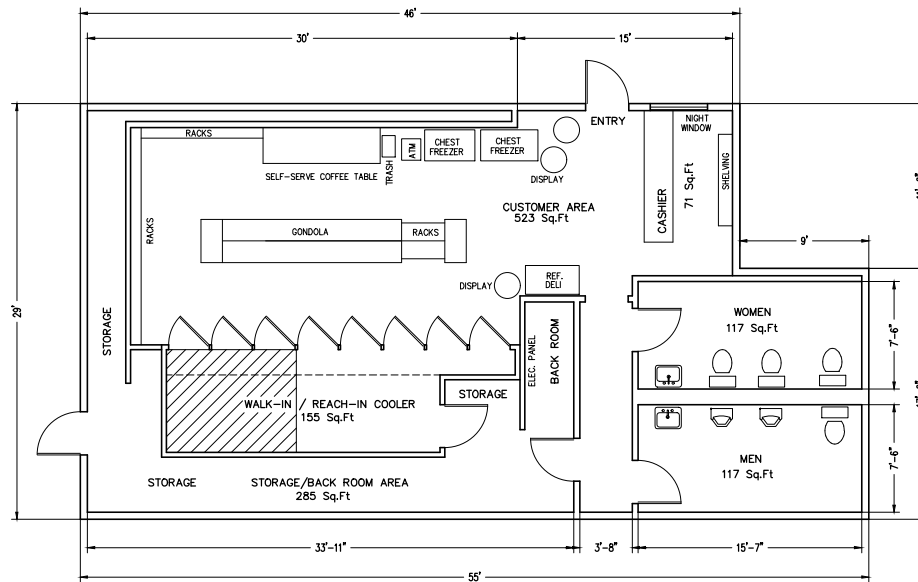 46'
30'
15'
ENTRY
NIGHT
WINDOW
RACKS
SELF-SERVE COFFEE TABLE
TRASH
ATM
CHEST
FREEZER
CHEST
FREEZER
DISPLAY
CUSTOMER AREA
523 Sq.Ft
CASHIER
71 Sq.Ft
SHELVING
9'
RACKS
GONDOLA
RACKS
DISPLAY
REF.
DELI
29'
STORAGE
WOMEN
117 Sq.Ft
7'-6"
ELEC. PANEL
BACK ROOM
STORAGE
WALK-IN / REACH-IN COOLER
155 Sq.Ft
MEN
117 Sq.Ft
7'-6"
STORAGE
STORAGE/BACK ROOM AREA
285 Sq.Ft
33'-11"
3'-8"
15'-7"
55'